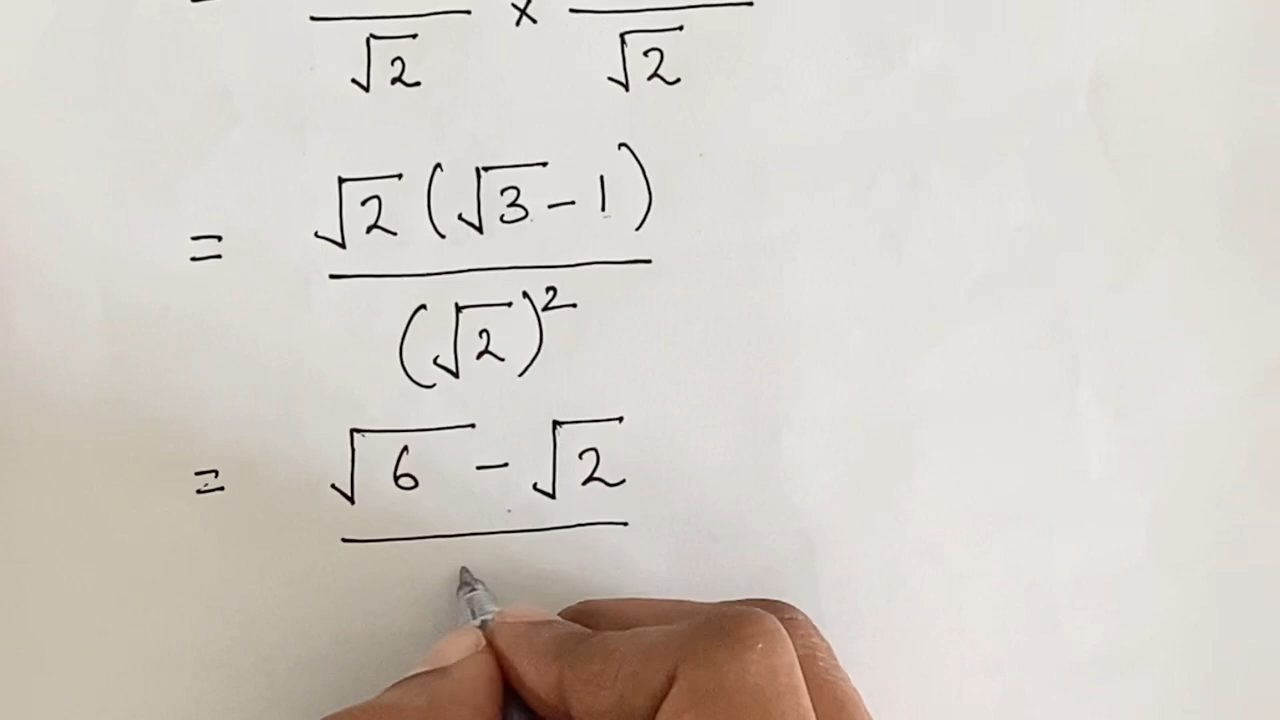 = √2 × √2
= √2 (√3 - 1) / (√2)²
= √6 - √2